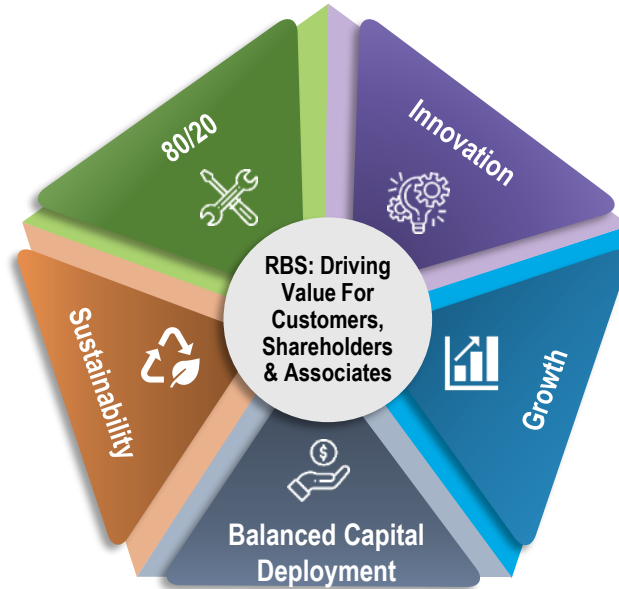 80/20
Innovation
RBS: Driving
Value For
Customers,
Shareholders
& Associates
Sustainability
Growth
$
Balanced Capital
Deployment